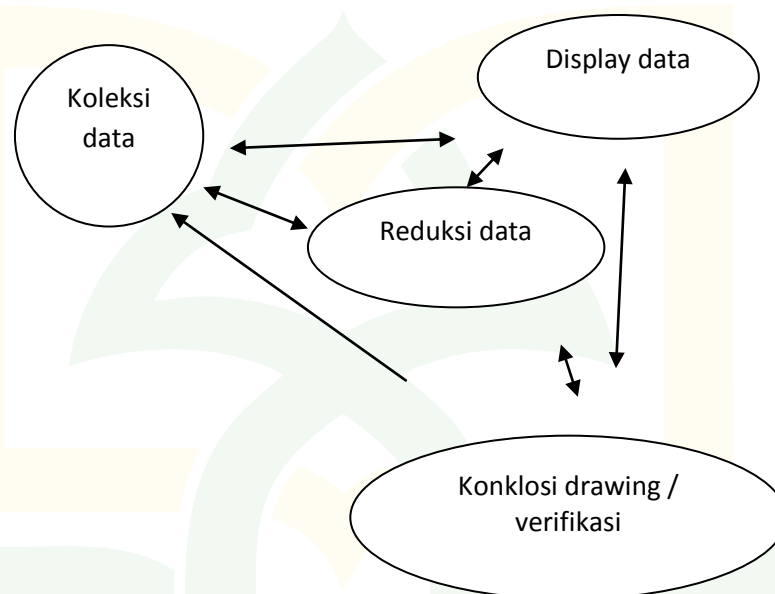 Koleksi
data
Display data
Reduksi data
Konklosi drawing /
verifikasi